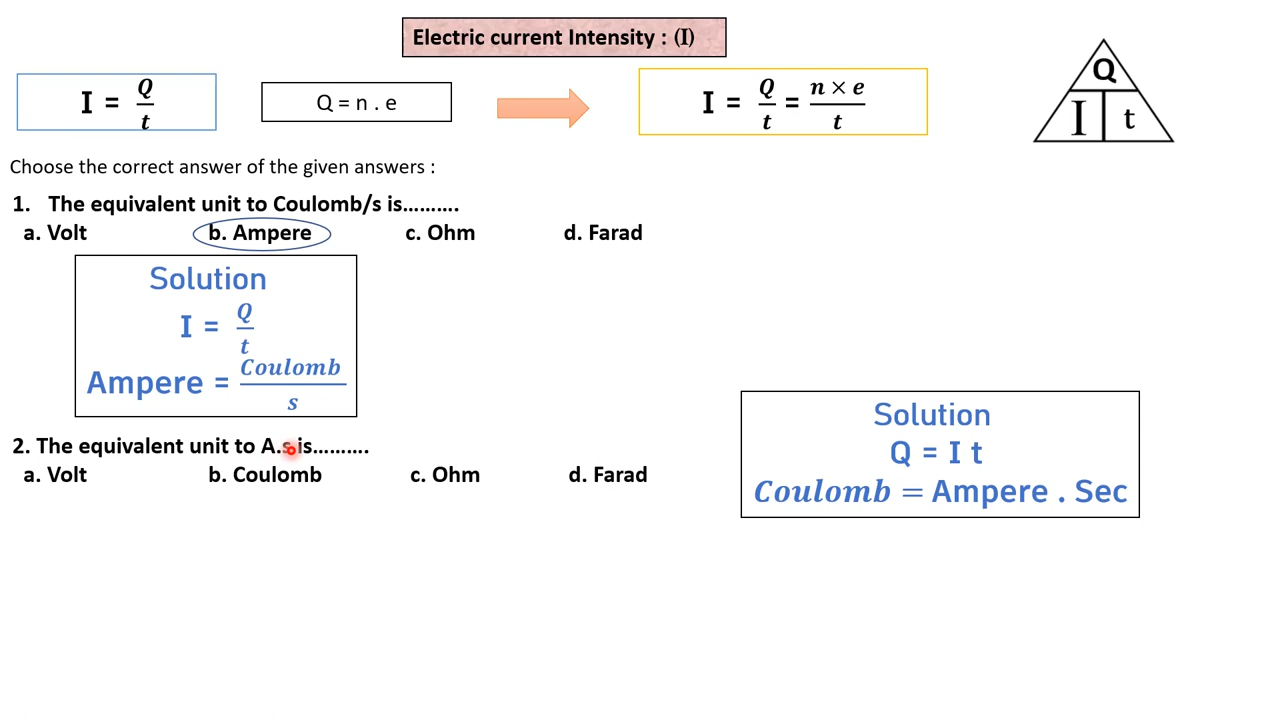 Electric current Intensity : (I)
I = Q/t
Q = n . e
I = Q/t = n × e/t
Q
I t
Choose the correct answer of the given answers :
1. The equivalent unit to Coulomb/s is……….
a. Volt b. Ampere c. Ohm d. Farad
Solution
I = Q/t
Ampere = Coulomb/s
2. The equivalent unit to A.s is……….
a. Volt b. Coulomb c. Ohm d. Farad
Solution
Q = I t
Coulomb = Ampere . Sec